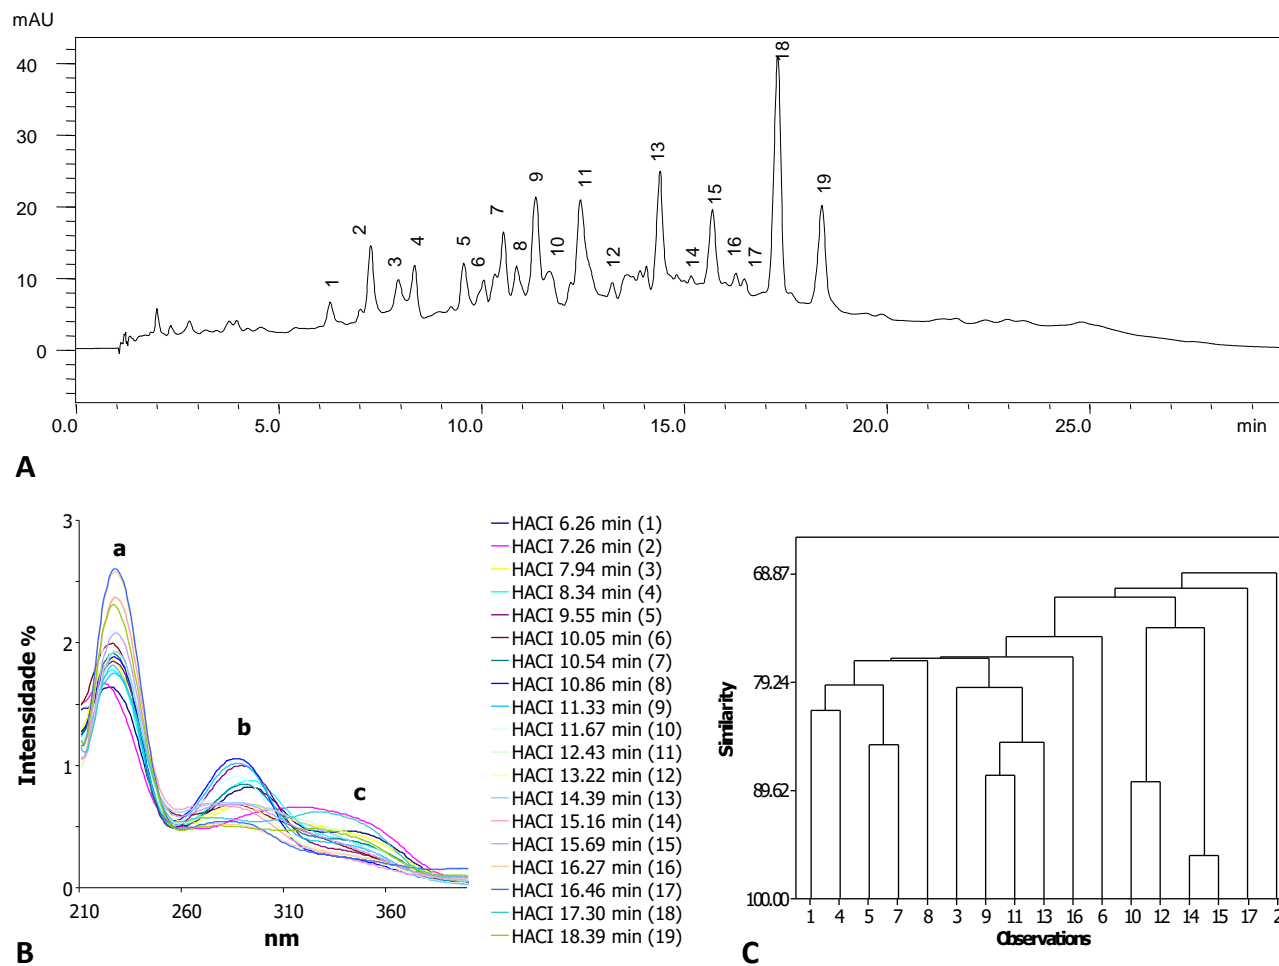 mAU
40
30
20
10
0
1
2
3
4
5
6
7
8
9
10
11
12
13
14
15
16
17
18
19
0.0 5.0 10.0 15.0 20.0 25.0 min
A
3
2
1
0
Intensidade %
a
b
c
210 260 310 360
nm
B
HACI 6.26 min (1)
HACI 7.26 min (2)
HACI 7.94 min (3)
HACI 8.34 min (4)
HACI 9.55 min (5)
HACI 10.05 min (6)
HACI 10.54 min (7)
HACI 10.86 min (8)
HACI 11.33 min (9)
HACI 11.67 min (10)
HACI 12.43 min (11)
HACI 13.22 min (12)
HACI 14.39 min (13)
HACI 15.16 min (14)
HACI 15.69 min (15)
HACI 16.27 min (16)
HACI 16.46 min (17)
HACI 17.30 min (18)
HACI 18.39 min (19)
68.87
79.24
89.62
100.00
Similarity
1 4 5 7 8 3 9 11 13 16 6 10 12 14 15 17 2
Observations
C